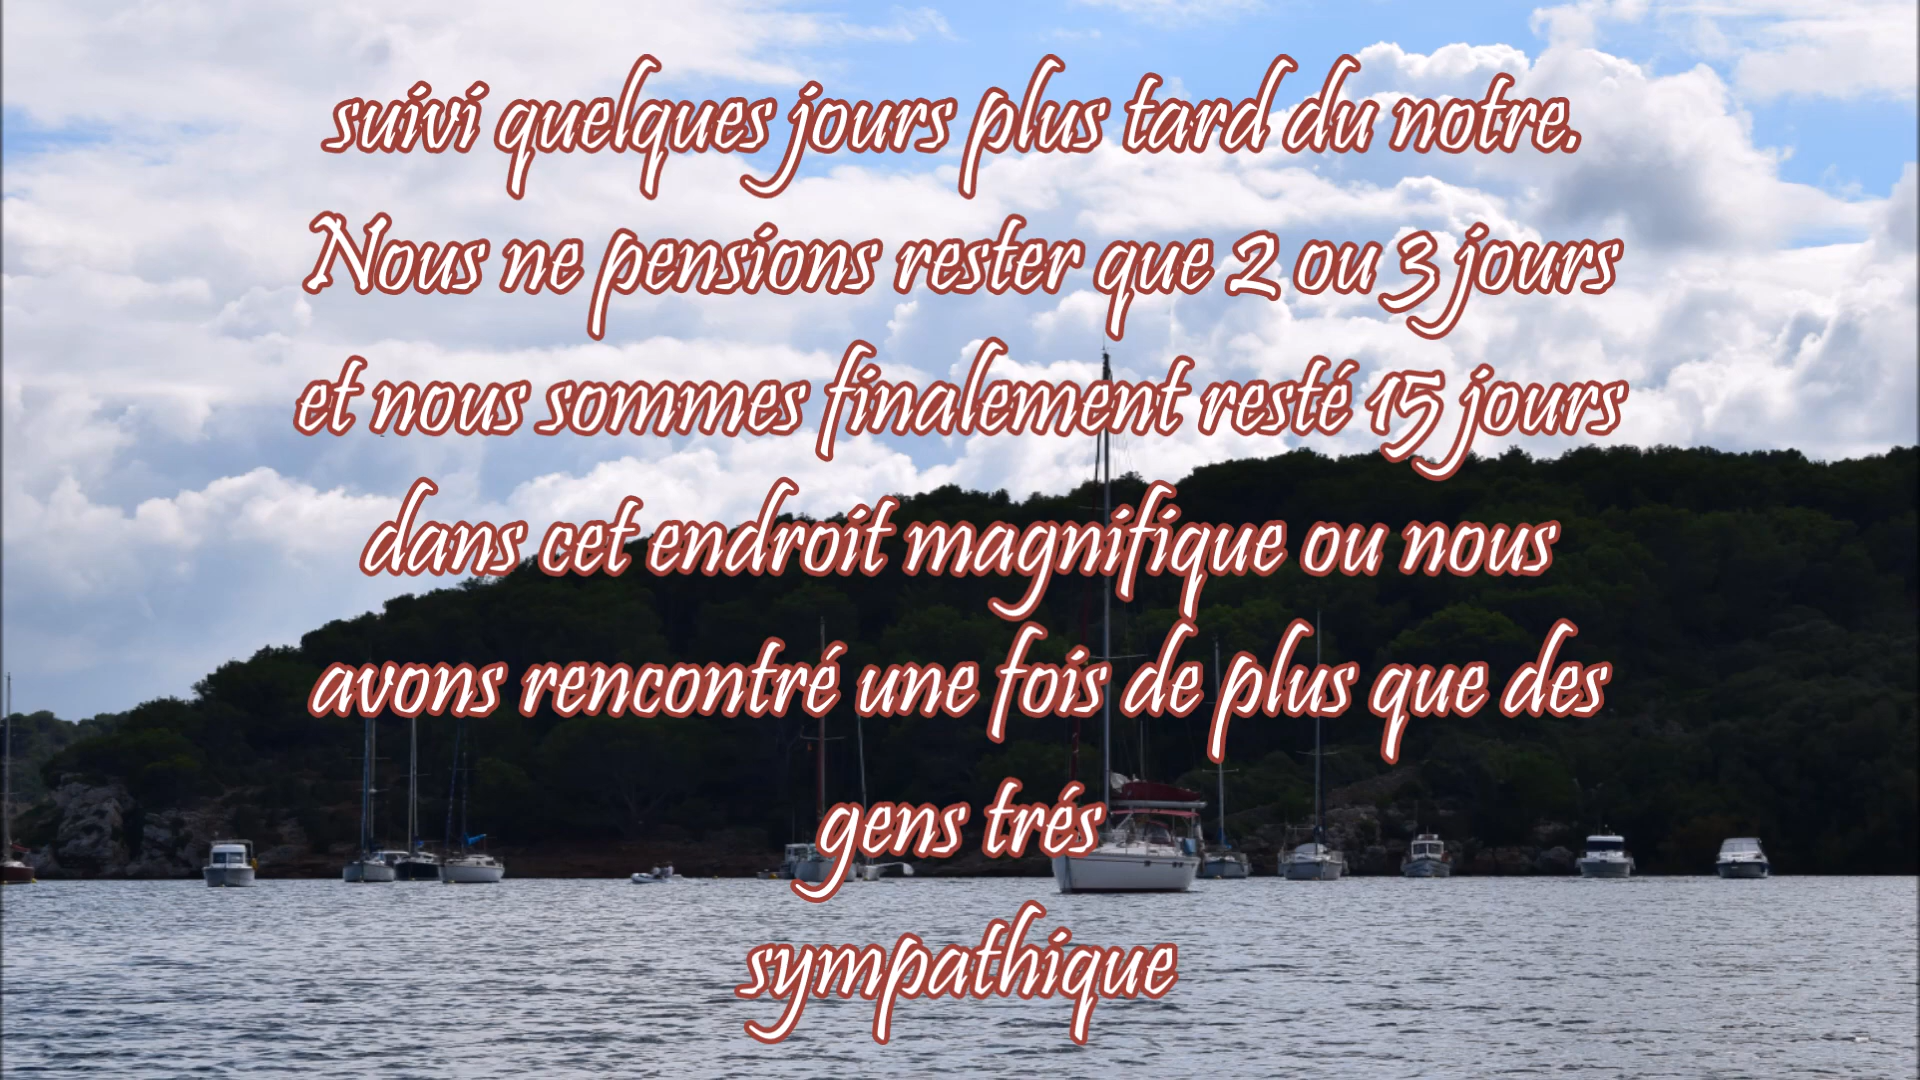 suivi quelques jours plus tard du notre.
Nous ne pensions rester que 2 ou 3 jours
et nous sommes finalement resté 15 jours
dans cet endroit magnifique ou nous
avons rencontré une fois de plus que des
gens trés
sympathique